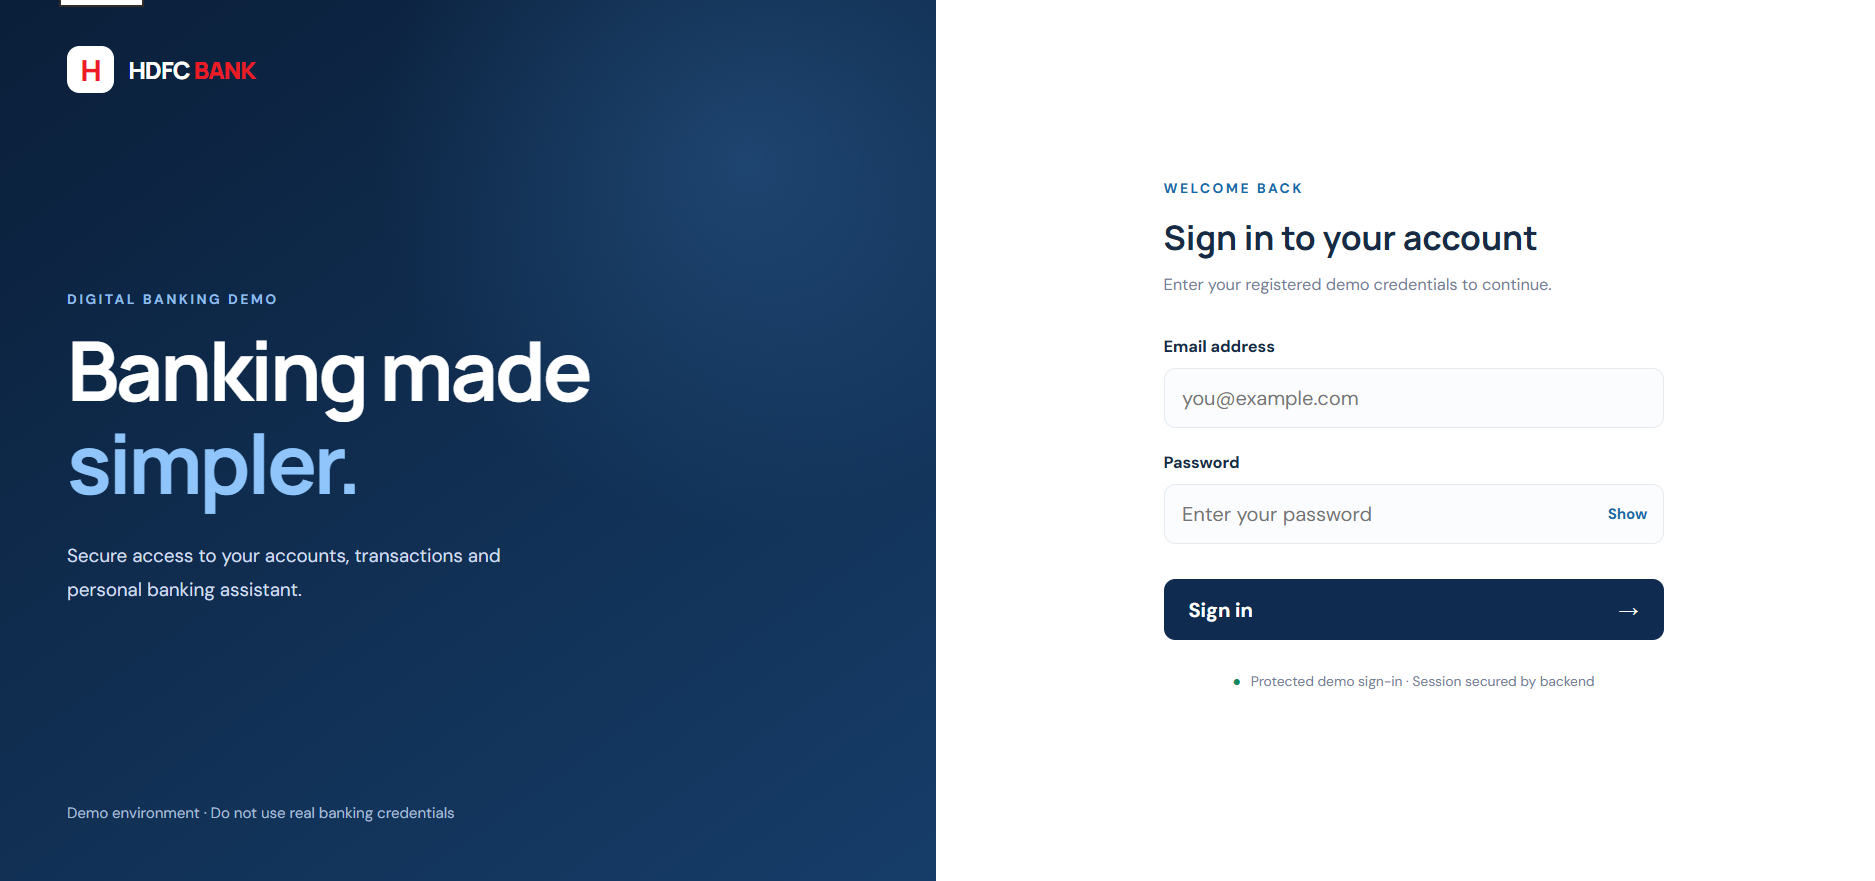 H
HDFC BANK
DIGITAL BANKING DEMO
Banking made
simpler.
Secure access to your accounts, transactions and
personal banking assistant.
Demo environment · Do not use real banking credentials
WELCOME BACK
Sign in to your account
Enter your registered demo credentials to continue.
Email address
you@example.com
Password
Enter your password
Show
Sign in →
Protected demo sign-in · Session secured by backend